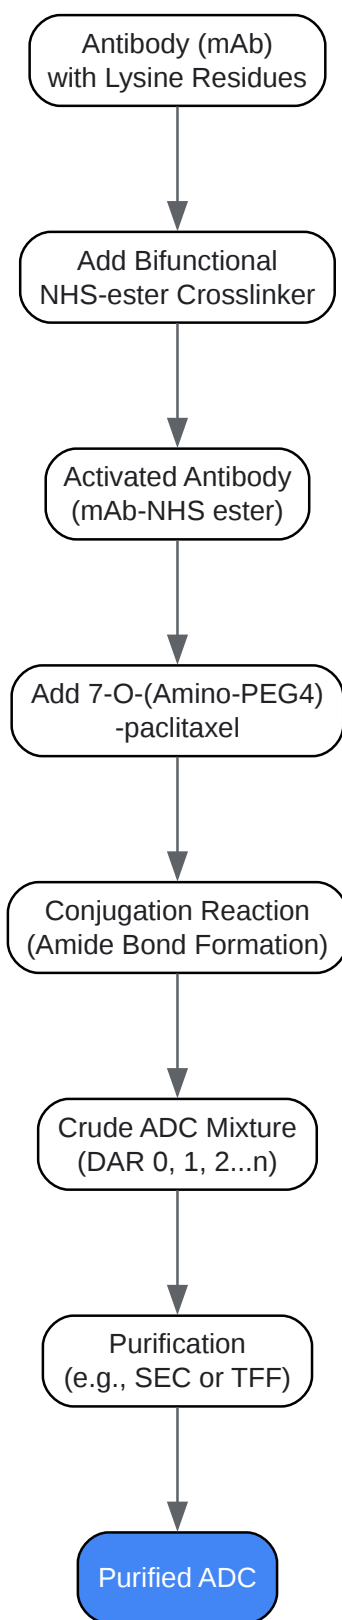 Antibody (mAb)
with Lysine Residues
Add Bifunctional
NHS-ester Crosslinker
Activated Antibody
(mAb-NHS ester)
Add 7-O-(Amino-PEG4)
-paclitaxel
Conjugation Reaction
(Amide Bond Formation)
Crude ADC Mixture
(DAR 0, 1, 2...n)
Purification
(e.g., SEC or TFF)
Purified ADC